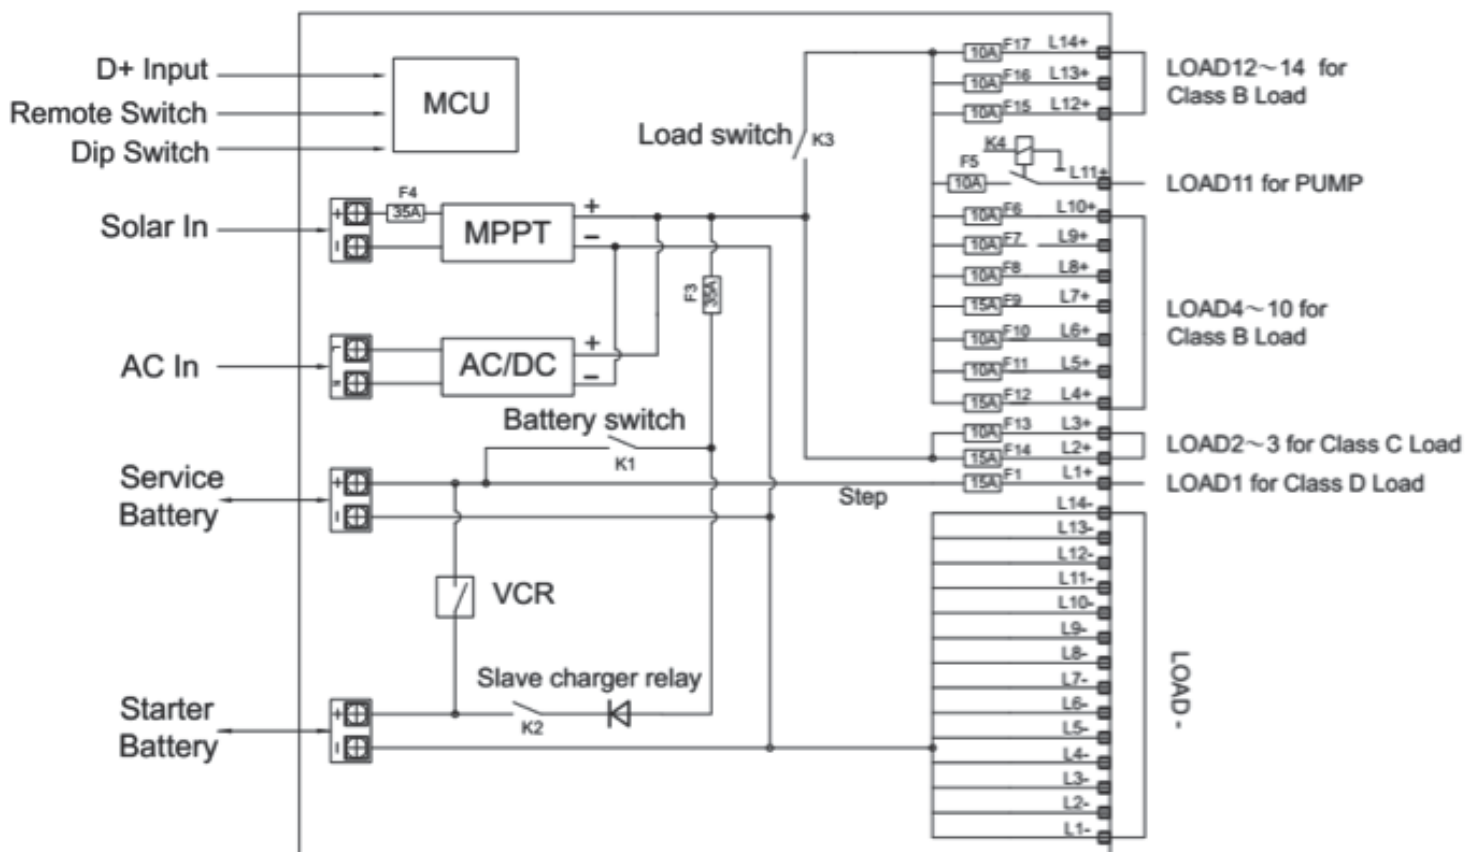 D+ Input
Remote Switch
Dip Switch
MCU
Load switch
K3
Solar In
+
F4
35A
MPPT
+
−
F3
35A
AC In
AC/DC
+
−
Battery switch
K1
Service
Battery
+
Step
VCR
Slave charger relay
K2
Starter
Battery
+
10A F17 L14+
10A F16 L13+
10A F15 L12+
LOAD12~14 for
Class B Load
K4
F5
10A L11+
LOAD11 for PUMP
10A F6 L10+
10A F7 L9+
10A F8 L8+
15A F9 L7+
10A F10 L6+
10A F11 L5+
15A F12 L4+
LOAD4~10 for
Class B Load
10A F13 L3+
15A F14 L2+
LOAD2~3 for Class C Load
15A F1 L1+
LOAD1 for Class D Load
L14-
L13-
L12-
L11-
L10-
L9-
L8-
L7-
L6-
L5-
L4-
L3-
L2-
L1-
LOAD -